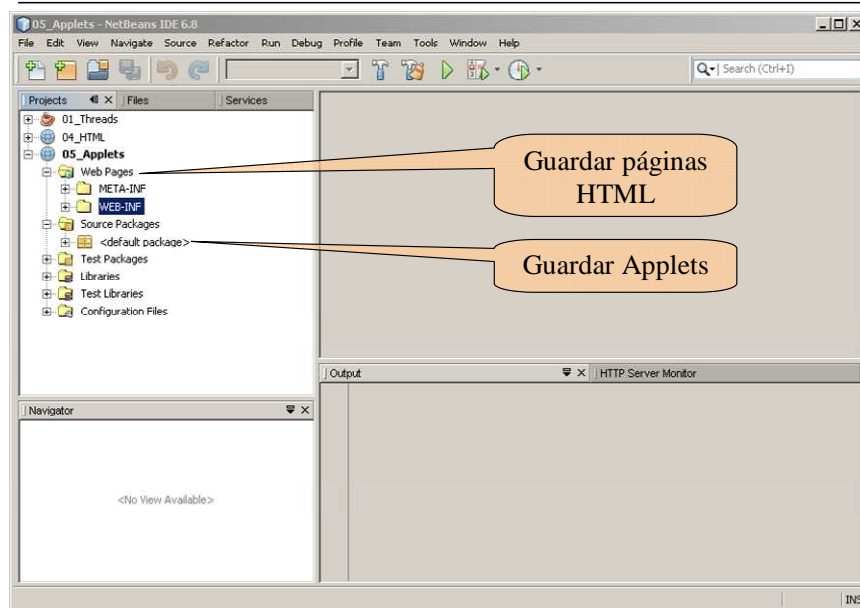 05_Applets - NetBeans IDE 6.8
File Edit View Navigate Source Refactor Run Debug Profile Team Tools Window Help
Search (Ctrl+I)
Projects Files Services
01_Threads
04_HTML
05_Applets
Web Pages
META-INF
WEB-INF
Source Packages
<default package>
Test Packages
Libraries
Test Libraries
Configuration Files
Guardar páginas
HTML
Guardar Applets
Output HTTP Server Monitor
Navigator
<No View Available>
INS